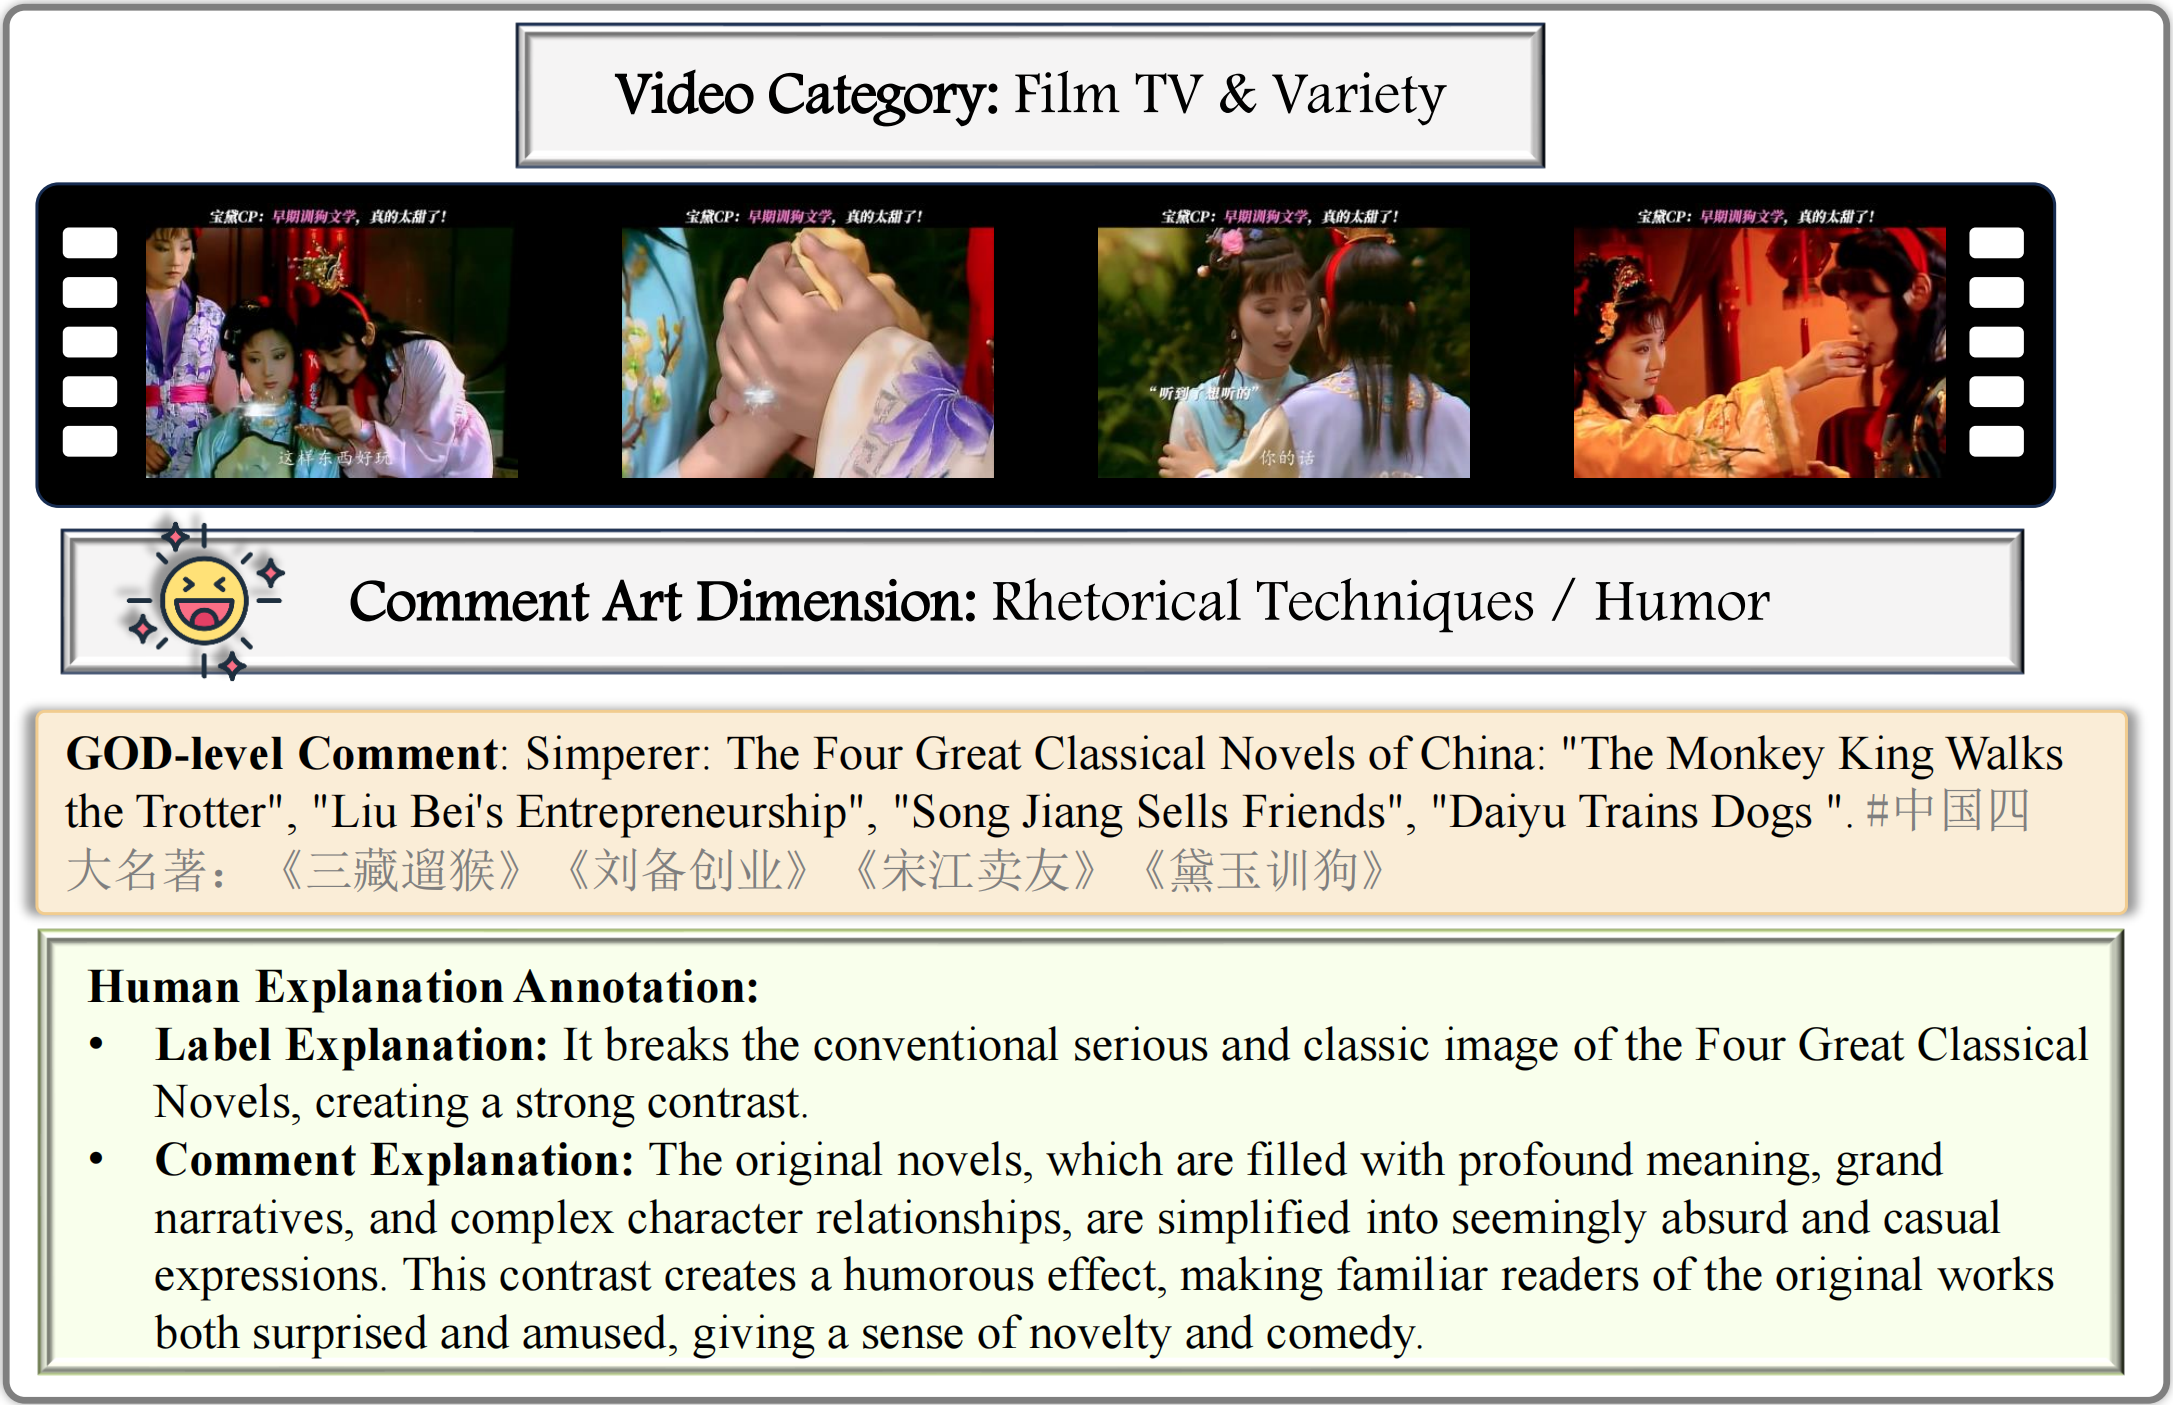 Video Category: Film TV & Variety
宝黛CP：早期训狗文学，真的太甜了！
宝黛CP：早期训狗文学，真的太甜了！
宝黛CP：早期训狗文学，真的太甜了！
宝黛CP：早期训狗文学，真的太甜了！
这样东西好玩
“听到了想听的”
你的话
Comment Art Dimension: Rhetorical Techniques / Humor
GOD-level Comment: Simperer: The Four Great Classical Novels of China: "The Monkey King Walks
the Trotter", "Liu Bei's Entrepreneurship", "Song Jiang Sells Friends", "Daiyu Trains Dogs ". #中国四
大名著：《三藏遛猴》《刘备创业》《宋江卖友》《黛玉训狗》
Human Explanation Annotation:
• Label Explanation: It breaks the conventional serious and classic image of the Four Great Classical
Novels, creating a strong contrast.
• Comment Explanation: The original novels, which are filled with profound meaning, grand
narratives, and complex character relationships, are simplified into seemingly absurd and casual
expressions. This contrast creates a humorous effect, making familiar readers of the original works
both surprised and amused, giving a sense of novelty and comedy.